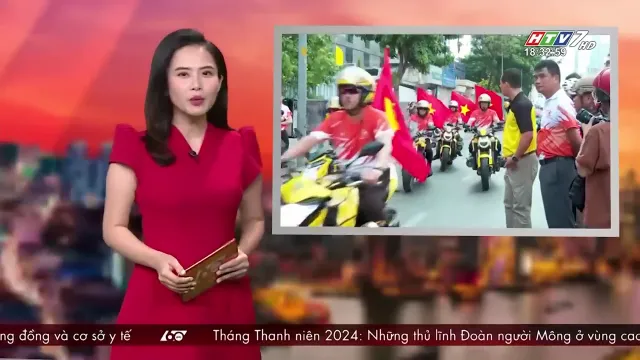 HTV7 HD
18:32:59
ng đồng và cơ sở y tế 60 Tháng Thanh niên 2024: Những thủ lĩnh Đoàn người Mông ở vùng cao